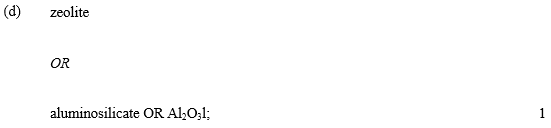 (d) zeolite
OR
aluminosilicate OR Al₂O₃l; 1